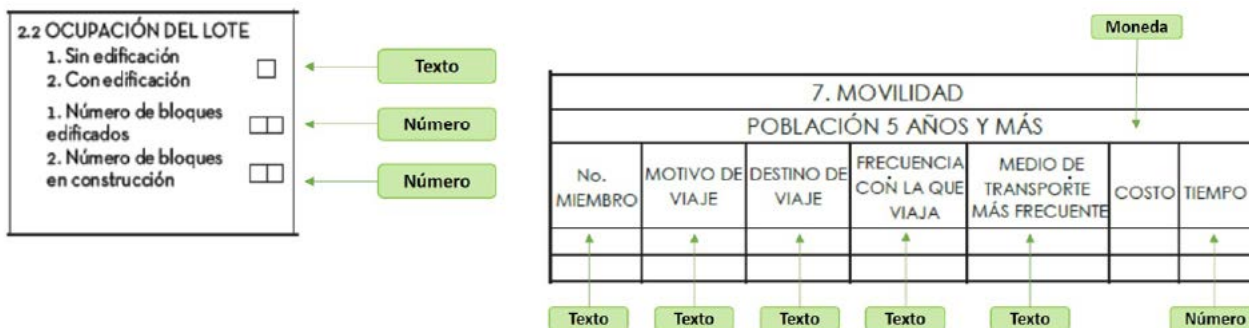 2.2 OCUPACIÓN DEL LOTE
1. Sin edificación
2. Con edificación
1. Número de bloques
edificados
2. Número de bloques
en construcción
Texto
Número
Número
Moneda
7. MOVILIDAD
POBLACIÓN 5 AÑOS Y MÁS
No.
MIEMBRO
MOTIVO DE
VIAJE
DESTINO DE
VIAJE
FRECUENCIA
CON LA QUE
VIAJA
MEDIO DE
TRANSPORTE
MÁS FRECUENTE
COSTO
TIEMPO
Texto
Texto
Texto
Texto
Texto
Número